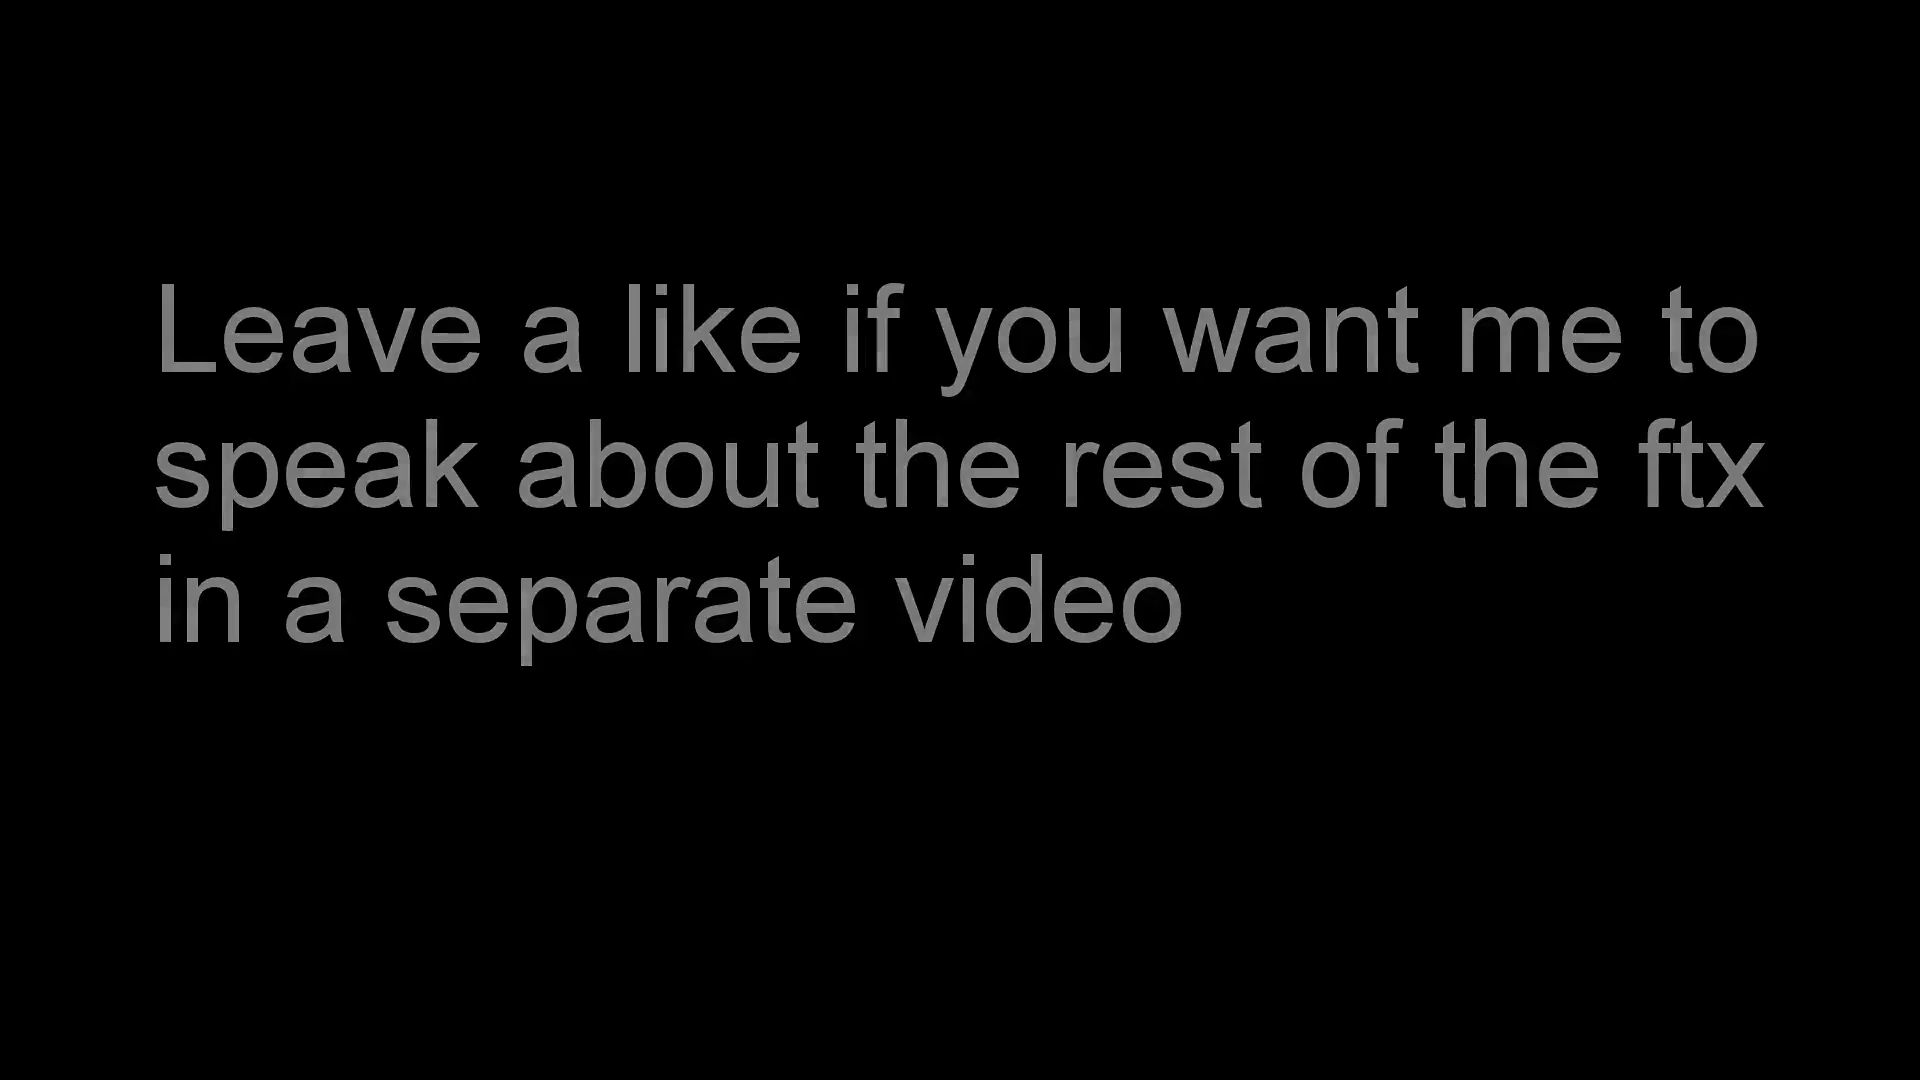 Leave a like if you want me to
speak about the rest of the ftx
in a separate video